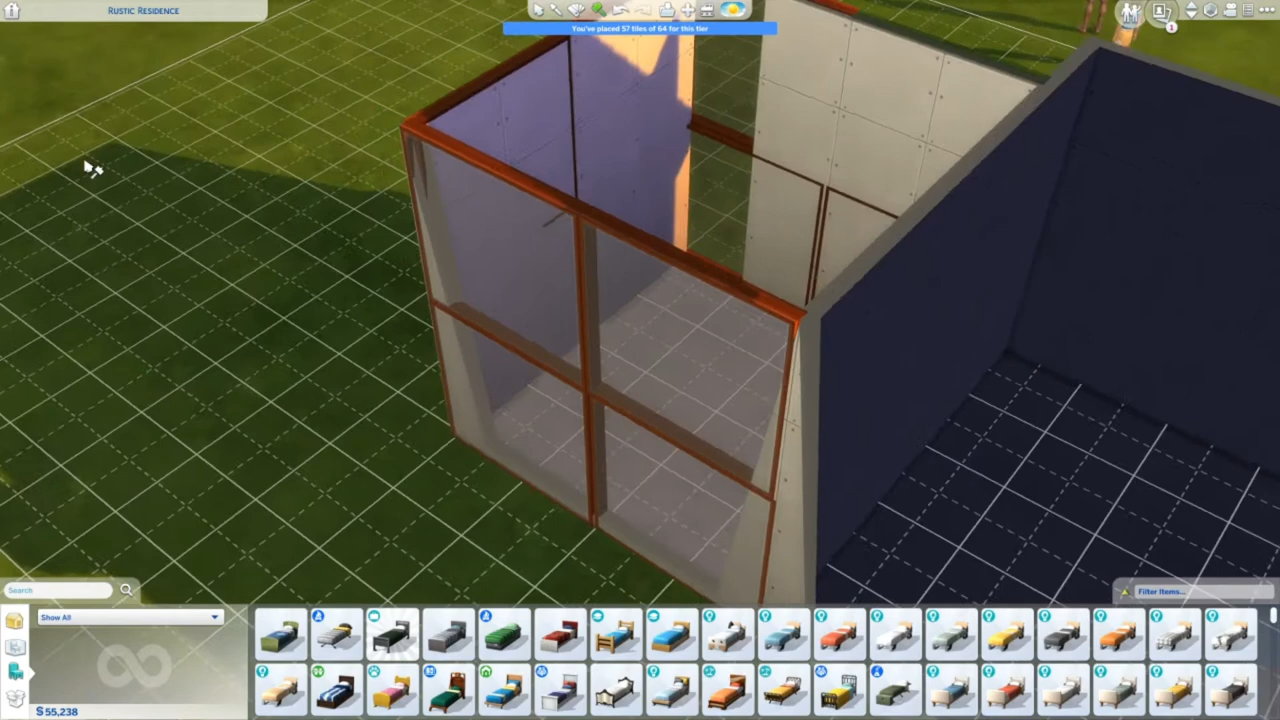 Rustic Residence
You've placed 57 tiles of 64 for this tier
1
Search
Filter Items...
Show All
§55,238